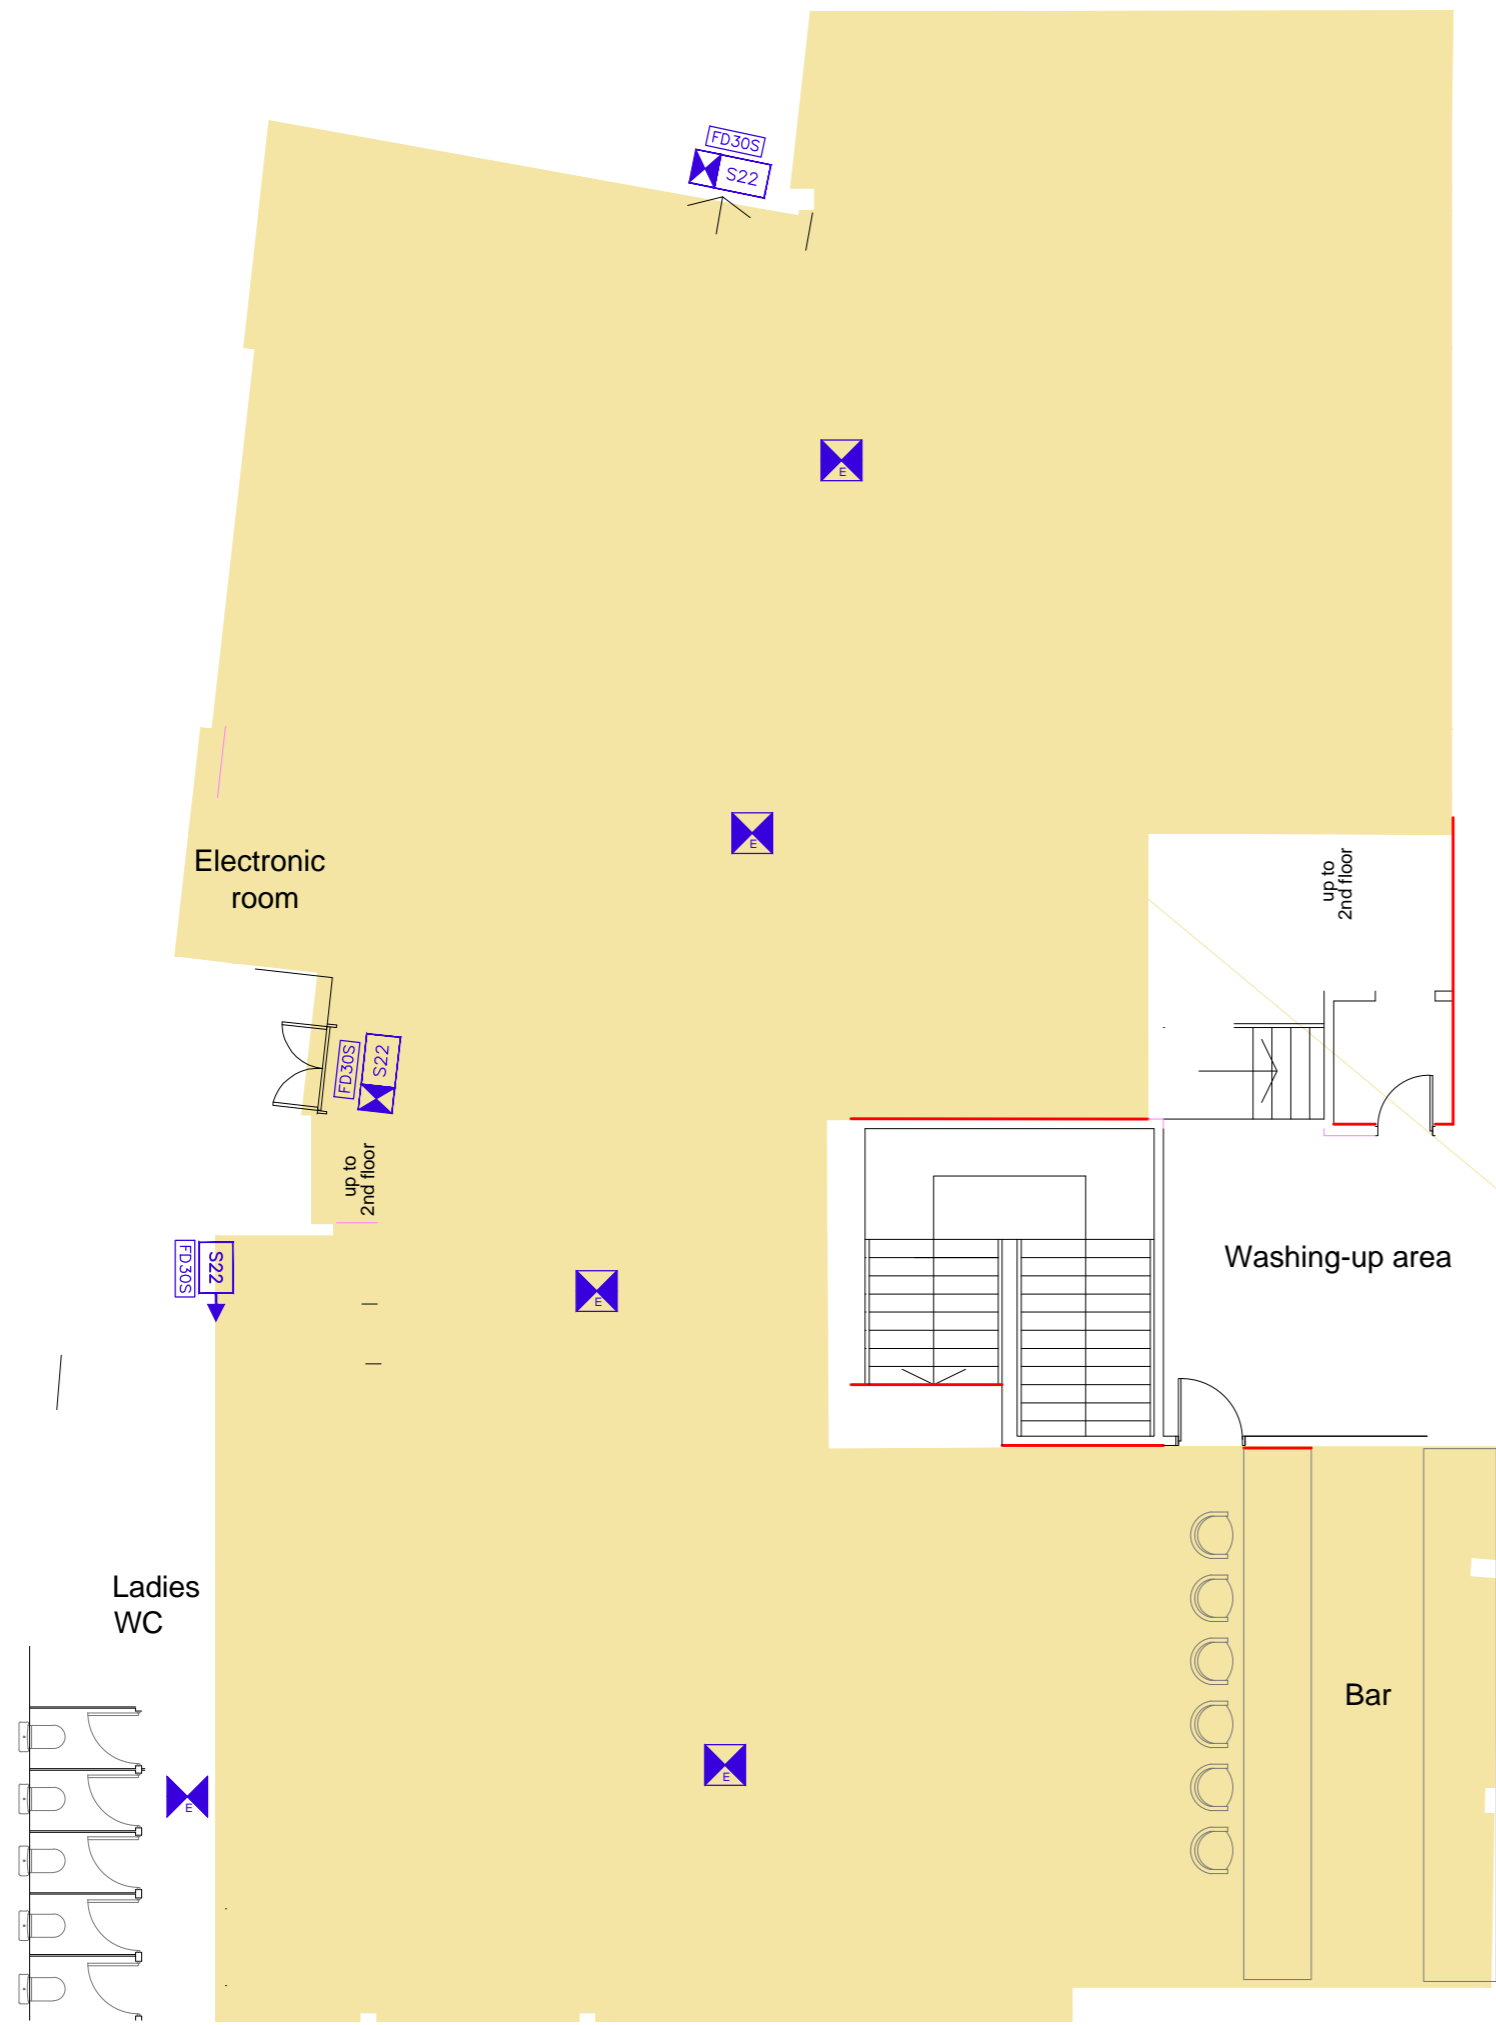 FD30S
S22
E
E
Electronic
room
up to
2nd floor
S22
FD30S
up to
2nd floor
S22
FD30S
Washing-up area
E
Ladies
WC
Bar
E
E